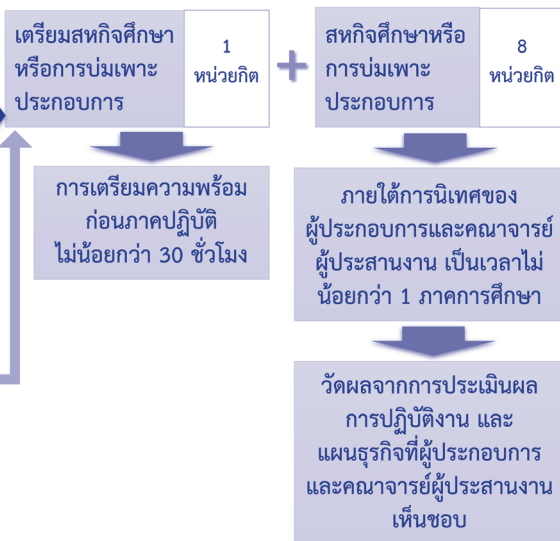 เตรียมสหกิจศึกษา
หรือการบ่มเพาะ
ประกอบการ
1
หน่วยกิต
+
สหกิจศึกษาหรือ
การบ่มเพาะ
ประกอบการ
8
หน่วยกิต
การเตรียมความพร้อม
ก่อนภาคปฏิบัติ
ไม่น้อยกว่า 30 ชั่วโมง
ภายใต้การนิเทศของ
ผู้ประกอบการและคณาจารย์
ผู้ประสานงาน เป็นเวลาไม่
น้อยกว่า 1 ภาคการศึกษา
วัดผลจากการประเมินผล
การปฏิบัติงาน และ
แผนธุรกิจที่ผู้ประกอบการ
และคณาจารย์ผู้ประสานงาน
เห็นชอบ